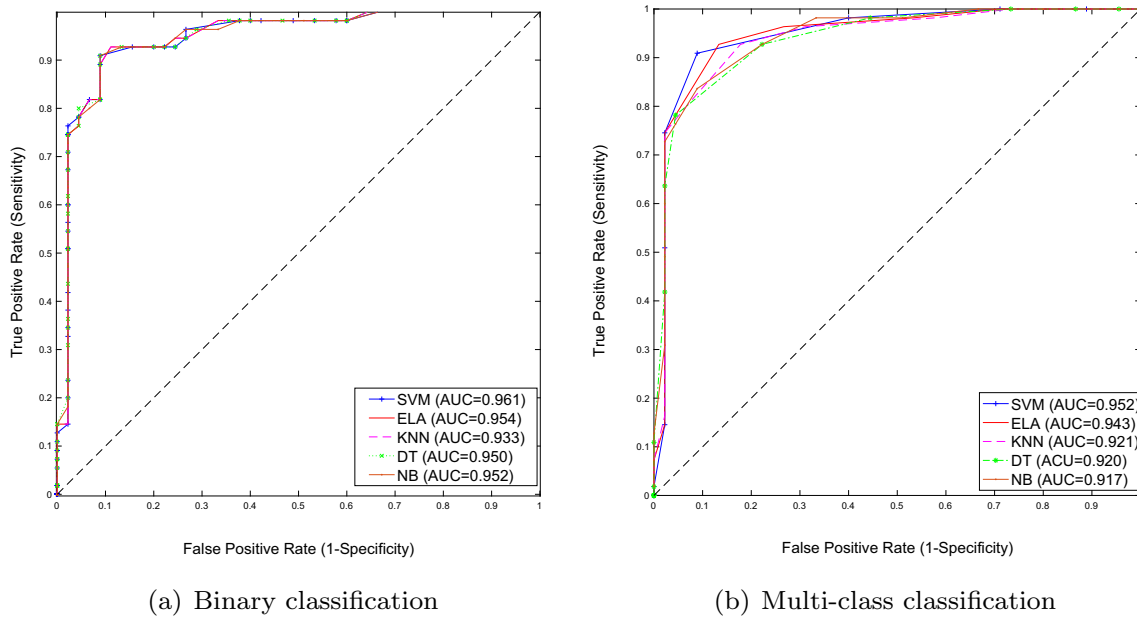 True Positive Rate (Sensitivity)
0.9
0.8
0.7
0.6
0.5
0.4
0.3
0.2
0.1
0
0 0.1 0.2 0.3 0.4 0.5 0.6 0.7 0.8 0.9 1
False Positive Rate (1-Specificity)
SVM (AUC=0.961)
ELA (AUC=0.954)
KNN (AUC=0.933)
DT (AUC=0.950)
NB (AUC=0.952)
(a) Binary classification
True Positive Rate (Sensitivity)
1
0.9
0.8
0.7
0.6
0.5
0.4
0.3
0.2
0.1
0
0 0.1 0.2 0.3 0.4 0.5 0.6 0.7 0.8 0.9
False Positive Rate (1-Specificity)
SVM (AUC=0.952)
ELA (AUC=0.943)
KNN (AUC=0.921)
DT (ACU=0.920)
NB (AUC=0.917)
(b) Multi-class classification